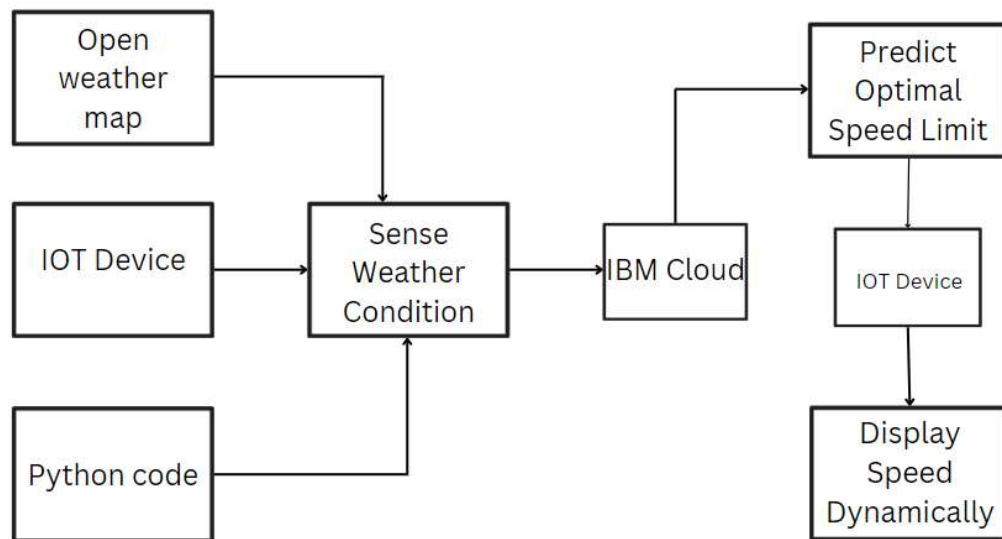 Open
weather
map
IOT Device
Python code
Sense
Weather
Condition
IBM Cloud
Predict
Optimal
Speed Limit
IOT Device
Display
Speed
Dynamically